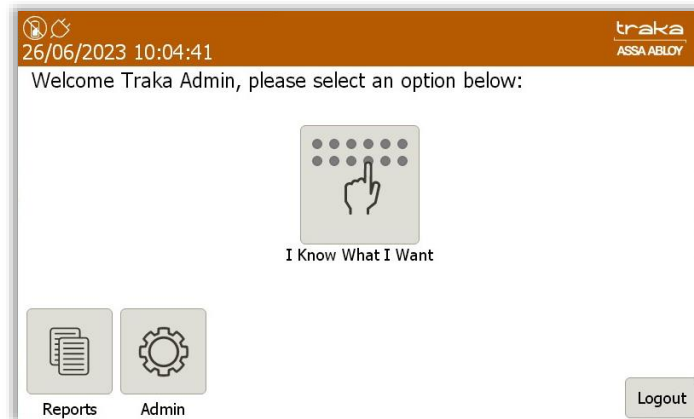 traka
26/06/2023 10:04:41
ASSA ABLOY
Welcome Traka Admin, please select an option below:
I Know What I Want
Reports
Admin
Logout